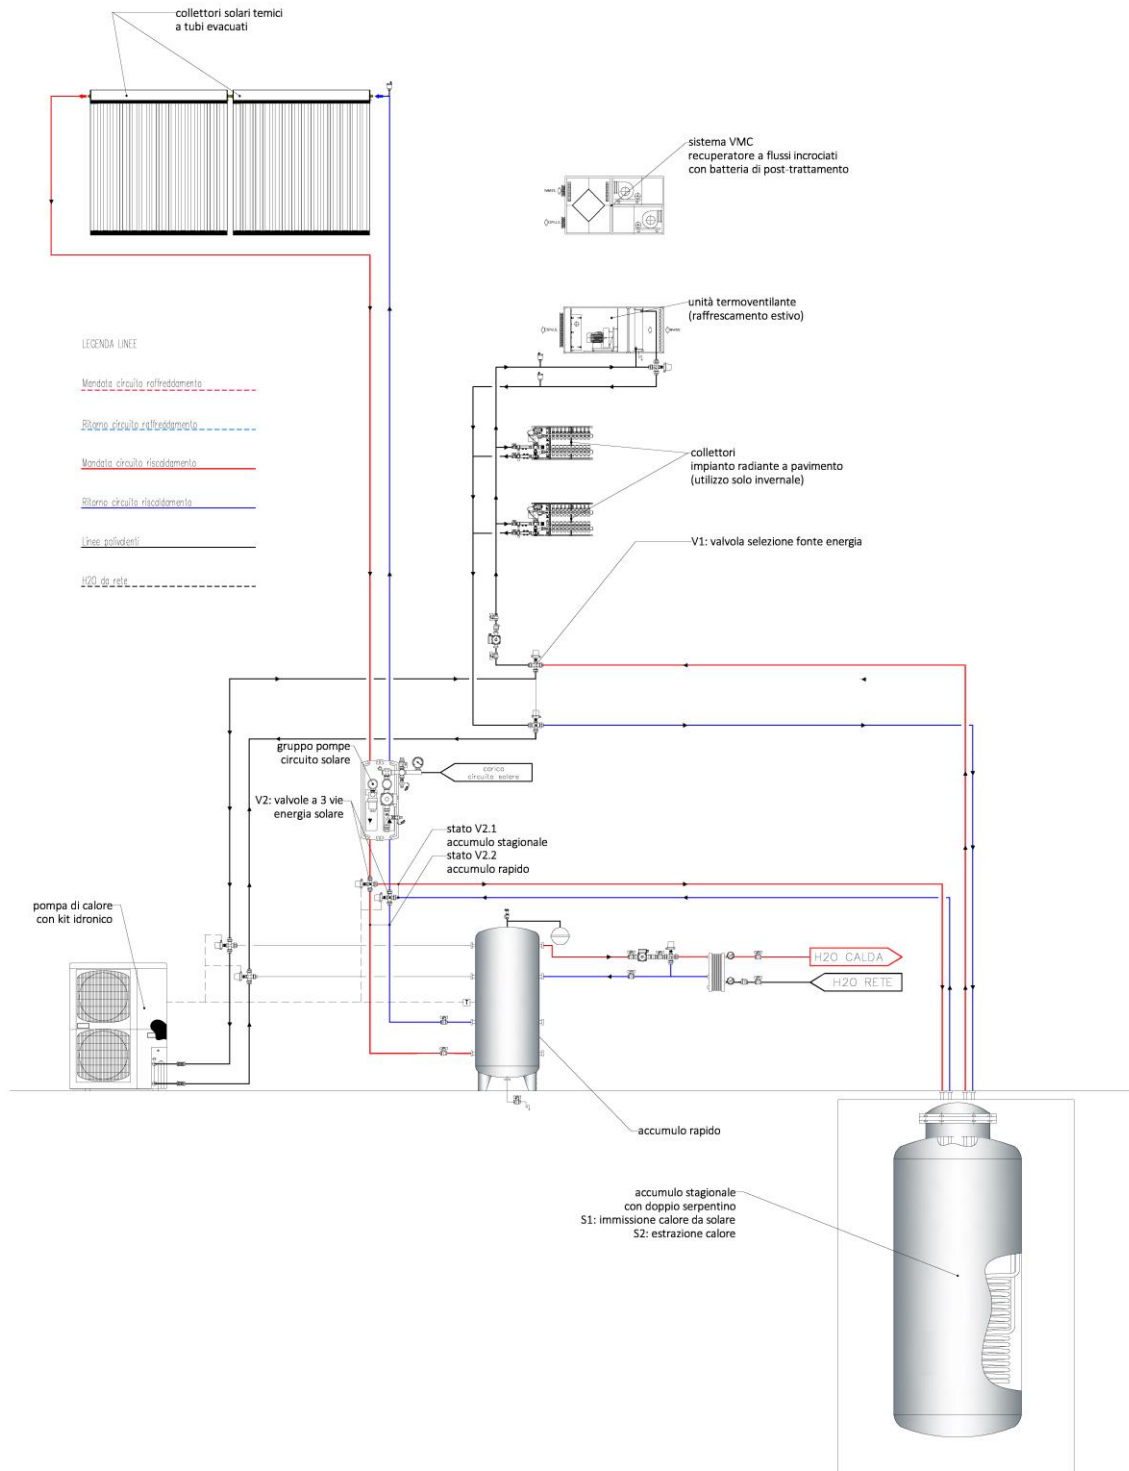 collettori solari temici
a tubi evacuati
sistema VMC
recuperatore a flussi incrociati
con batteria di post-trattamento
unità termoventilante
(raffrescamento estivo)
LEGENDA LINEE
Mandata circuito raffreddamento
Ritorno circuito raffreddamento
Mandata circuito riscaldamento
Ritorno circuito riscaldamento
Linee polivalenti
H2O da rete
collettori
impianto radiante a pavimento
(utilizzo solo invernale)
V1: valvola selezione fonte energia
gruppo pompe
circuito solare
carico
circuito solare
V2: valvole a 3 vie
energia solare
stato V2.1
accumulo stagionale
stato V2.2
accumulo rapido
pompa di calore
con kit idronico
H2O CALDA
H2O RETE
T
accumulo rapido
accumulo stagionale
con doppio serpentino
S1: immissione calore da solare
S2: estrazione calore